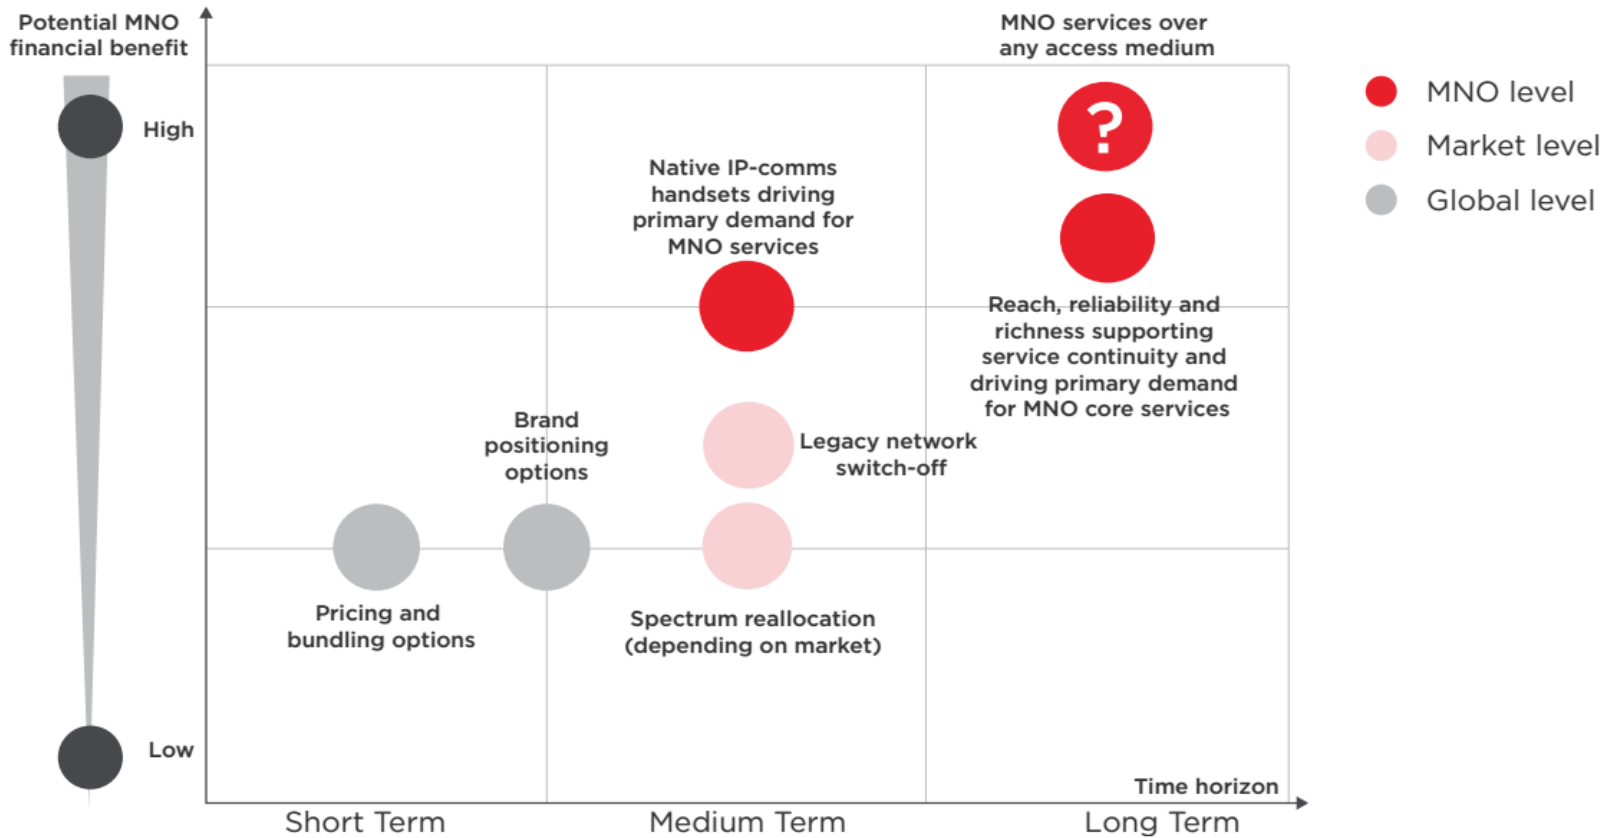 Potential MNO
financial benefit
High
Low
MNO services over
any access medium
?
Native IP-comms
handsets driving
primary demand for
MNO services
Reach, reliability and
richness supporting
service continuity and
driving primary demand
for MNO core services
Brand
positioning
options
Legacy network
switch-off
Pricing and
bundling options
Spectrum reallocation
(depending on market)
Time horizon
Short Term
Medium Term
Long Term
MNO level
Market level
Global level